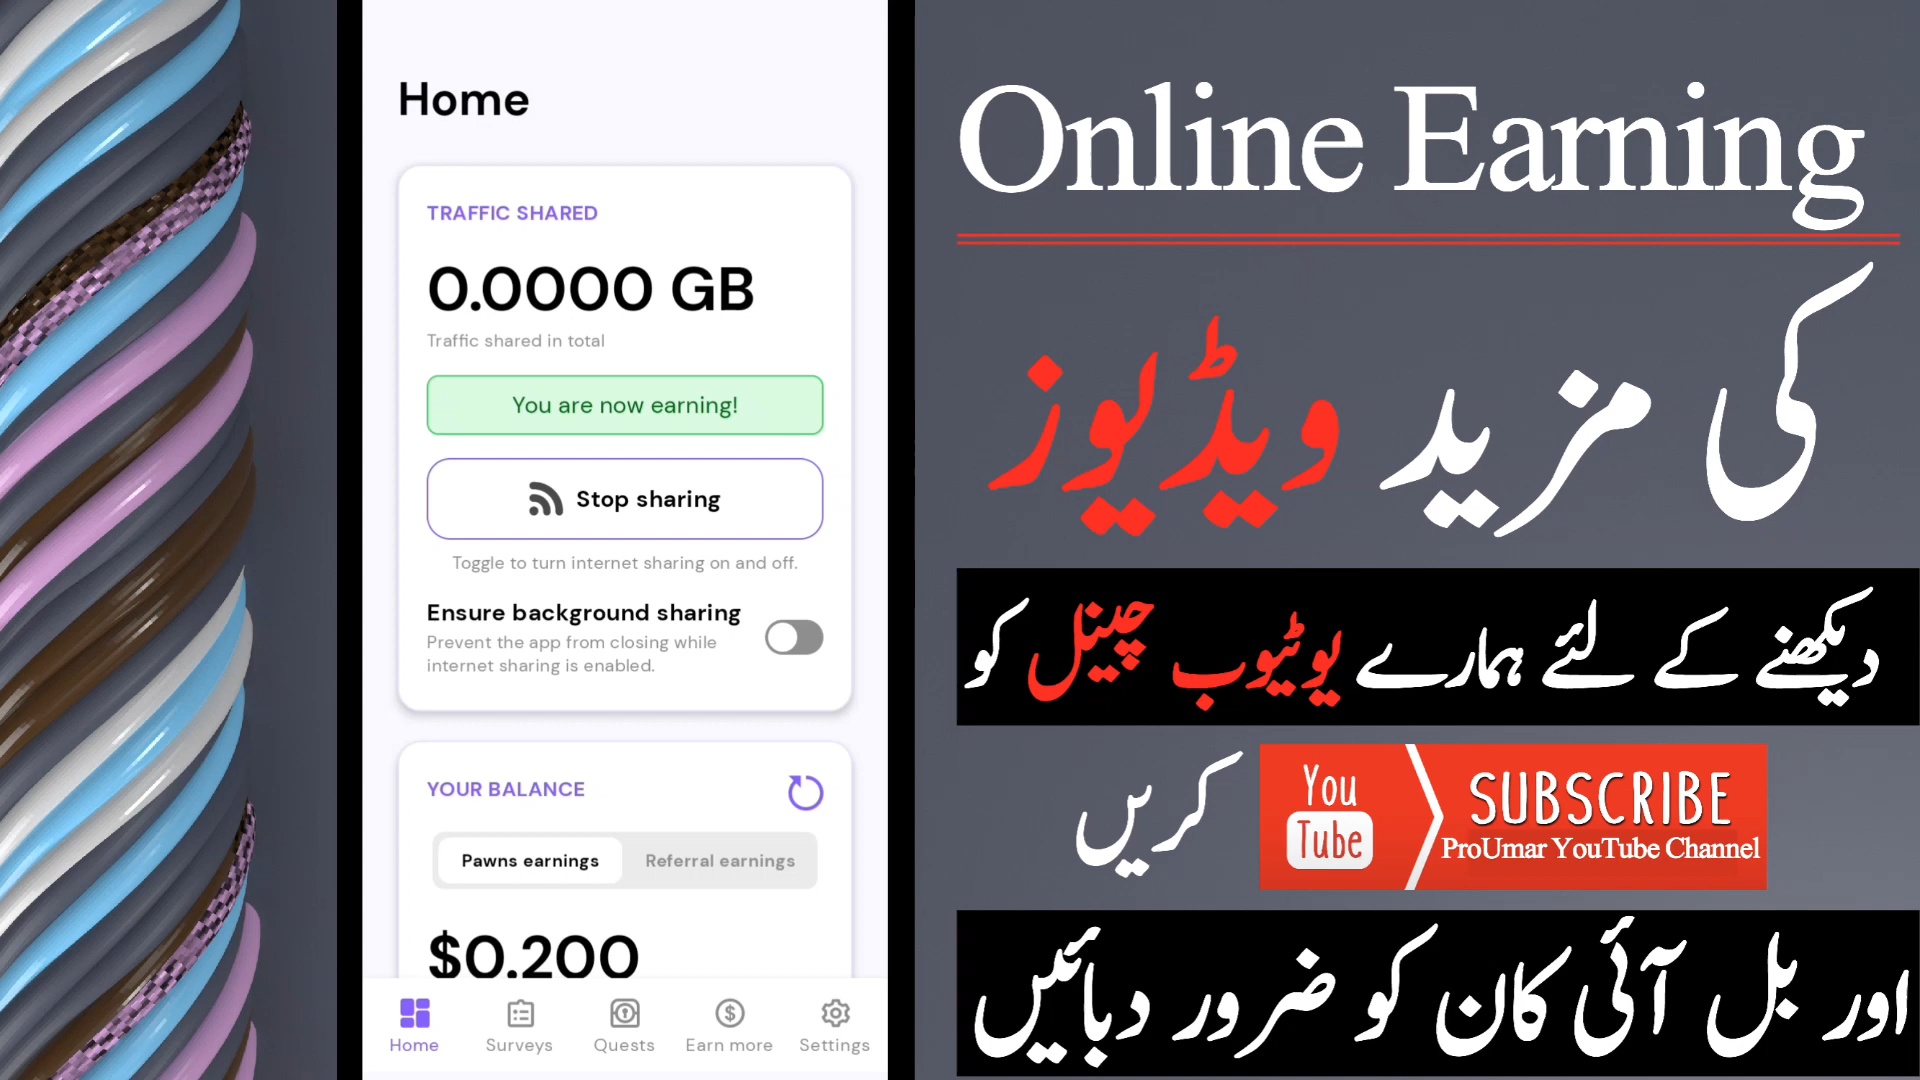 Home
TRAFFIC SHARED
0.0000 GB
Traffic shared in total
You are now earning!
Stop sharing
Toggle to turn internet sharing on and off.
Ensure background sharing
Prevent the app from closing while
internet sharing is enabled.
YOUR BALANCE
Pawns earnings
Referral earnings
$0.200
Home
Surveys
Quests
Earn more
Settings
Online Earning
کی مزید ویڈیوز
دیکھنے کے لئے ہمارے یوٹیوب چینل کو
You
Tube
SUBSCRIBE
ProUmar YouTube Channel
کریں
اور بل آئی کان کو ضرور دبائیں